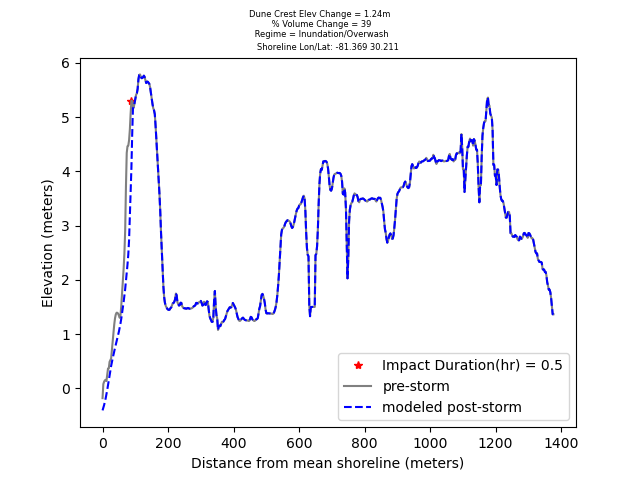 Dune Crest Elev Change = 1.24m
% Volume Change = 39
Regime = Inundation/Overwash
Shoreline Lon/Lat: -81.369 30.211
6
5
4
3
2
1
0
Elevation (meters)
Impact Duration(hr) = 0.5
pre-storm
modeled post-storm
0 200 400 600 800 1000 1200 1400
Distance from mean shoreline (meters)